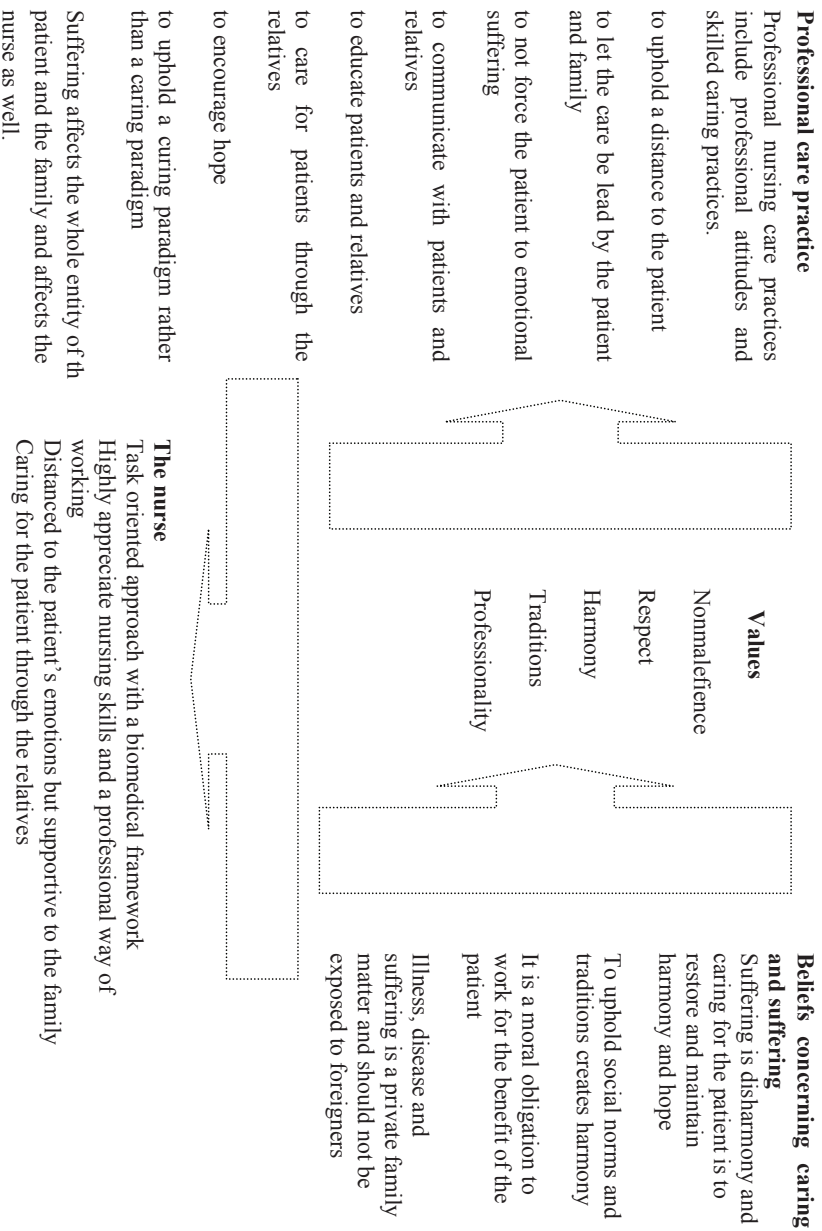 Professional care practice
Professional nursing care practices
include professional attitudes and
skilled caring practices.
to uphold a distance to the patient
to let the care be lead by the patient
and family
to not force the patient to emotional
suffering
to communicate with patients and
relatives
to educate patients and relatives
to care for patients through the
relatives
to encourage hope
to uphold a curing paradigm rather
than a caring paradigm
Suffering affects the whole entity of th
patient and the family and affects the
nurse as well.
Values
Nonmalefience
Respect
Harmony
Traditions
Professionality
Beliefs concerning caring
and suffering
Suffering is disharmony and
caring for the patient is to
restore and maintain
harmony and hope
To uphold social norms and
traditions creates harmony
It is a moral obligation to
work for the benefit of the
patient
Illness, disease and
suffering is a private family
matter and should not be
exposed to foreigners
The nurse
Task oriented approach with a biomedical framework
Highly appreciate nursing skills and a professional way of
working
Distanced to the patient's emotions but supportive to the family
Caring for the patient through the relatives